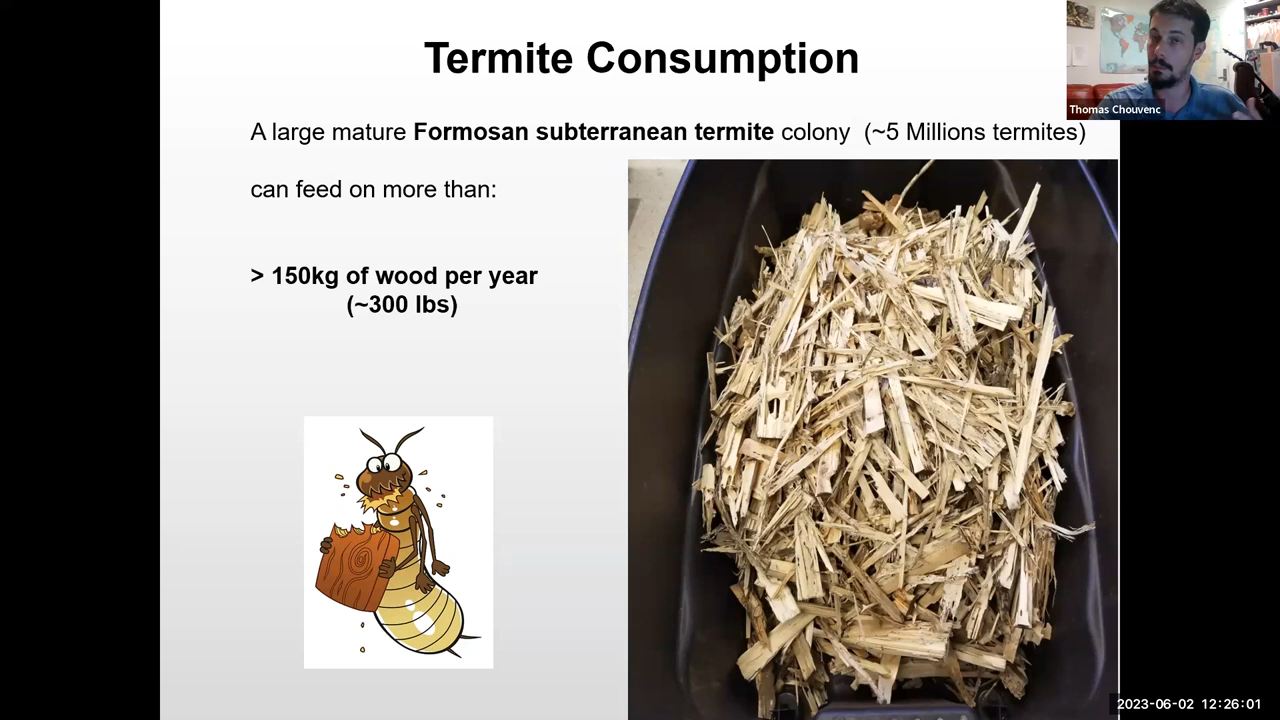 Termite Consumption
Thomas Chouvenc
A large mature Formosan subterranean termite colony (~5 Millions termites)
can feed on more than:
> 150kg of wood per year
(~300 lbs)
2023-06-02 12:26:01